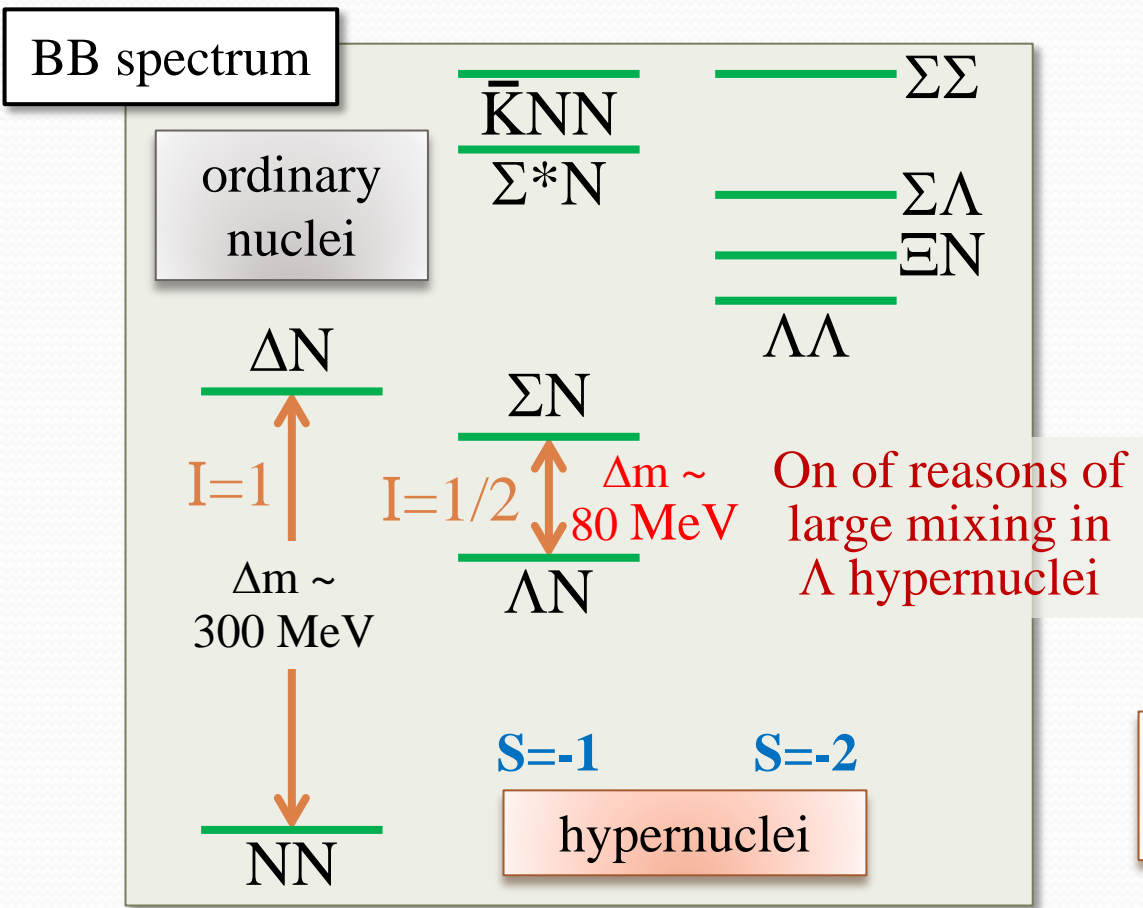 BB spectrum
ordinary
nuclei
ΔN
I=1
Δm ~
300 MeV
NN
K̄NN
Σ*N
ΣN
I=1/2
Δm ~
80 MeV
ΛN
ΣΣ
ΣΛ
ΞN
ΛΛ
On of reasons of
large mixing in
Λ hypernuclei
S=-1 S=-2
hypernuclei